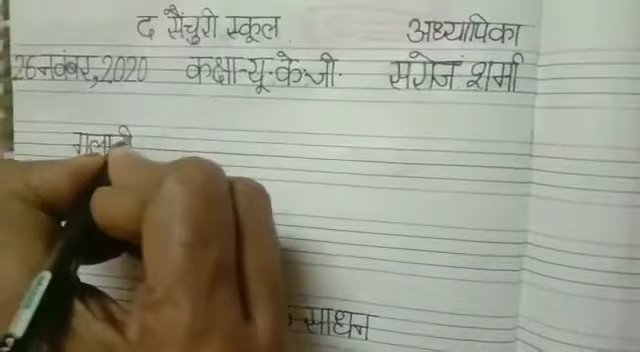 द सैंचुरी स्कूल अध्यापिका
26 नवंबर, 2020 कक्षा-यू·के·जी· सरोज शर्मा
साधन